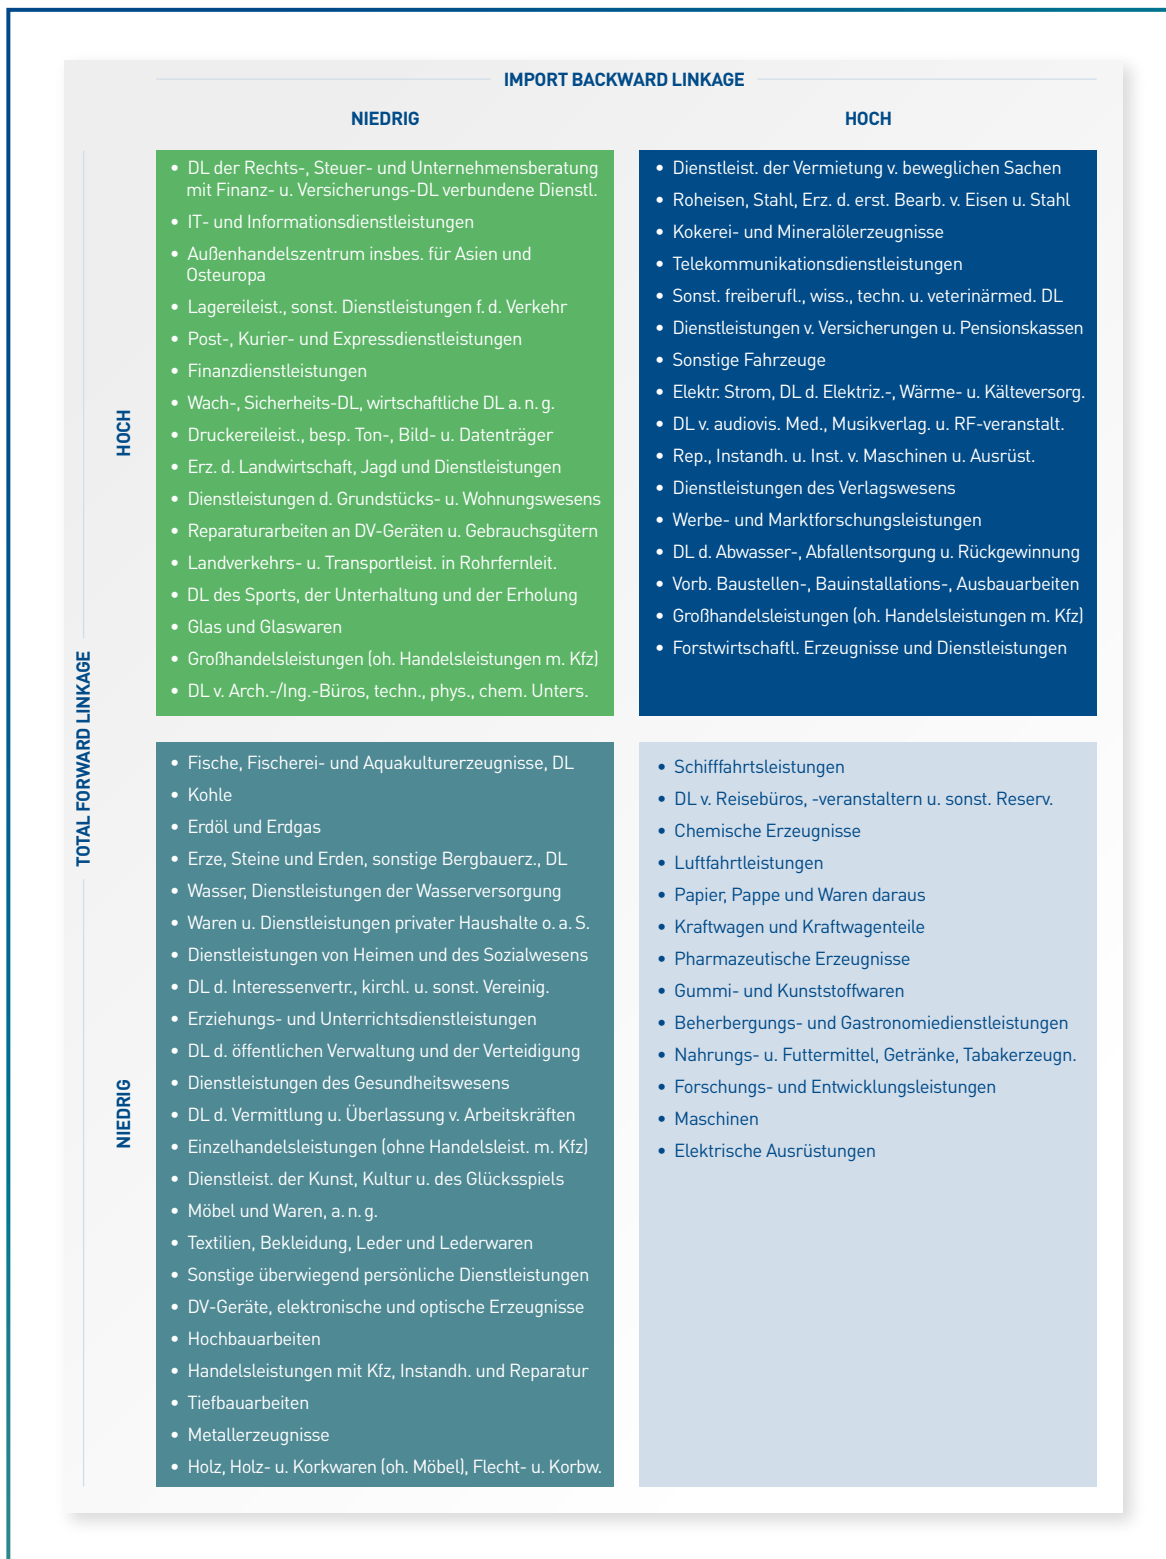 IMPORT BACKWARD LINKAGE
NIEDRIG
HOCH
TOTAL FORWARD LINKAGE
HOCH
• DL der Rechts-, Steuer- und Unternehmensberatung
mit Finanz- u. Versicherungs-DL verbundene Dienstl.
• IT- und Informationsdienstleistungen
• Außenhandelszentrum insbes. für Asien und
Osteuropa
• Lagereileist., sonst. Dienstleistungen f. d. Verkehr
• Post-, Kurier- und Expressdienstleistungen
• Finanzdienstleistungen
• Wach-, Sicherheits-DL, wirtschaftliche DL a. n. g.
• Druckereileist., besp. Ton-, Bild- u. Datenträger
• Erz. d. Landwirtschaft, Jagd und Dienstleistungen
• Dienstleistungen d. Grundstücks- u. Wohnungswesens
• Reparaturarbeiten an DV-Geräten u. Gebrauchsgütern
• Landverkehrs- u. Transportleist. in Rohrfernleit.
• DL des Sports, der Unterhaltung und der Erholung
• Glas und Glaswaren
• Großhandelsleistungen (oh. Handelsleistungen m. Kfz)
• DL v. Arch.-/Ing.-Büros, techn., phys., chem. Unters.
• Dienstleist. der Vermietung v. beweglichen Sachen
• Roheisen, Stahl, Erz. d. erst. Bearb. v. Eisen u. Stahl
• Kokerei- und Mineralölerzeugnisse
• Telekommunikationsdienstleistungen
• Sonst. freiberufl., wiss., techn. u. veterinärmed. DL
• Dienstleistungen v. Versicherungen u. Pensionskassen
• Sonstige Fahrzeuge
• Elektr. Strom, DL d. Elektriz.-, Wärme- u. Kälteversorg.
• DL v. audiovis. Med., Musikverlag. u. RF-veranstalt.
• Rep., Instandh. u. Inst. v. Maschinen u. Ausrüst.
• Dienstleistungen des Verlagswesens
• Werbe- und Marktforschungsleistungen
• DL d. Abwasser-, Abfallentsorgung u. Rückgewinnung
• Vorb. Baustellen-, Bauinstallations-, Ausbauarbeiten
• Großhandelsleistungen (oh. Handelsleistungen m. Kfz)
• Forstwirtschaftl. Erzeugnisse und Dienstleistungen
NIEDRIG
• Fische, Fischerei- und Aquakulturerzeugnisse, DL
• Kohle
• Erdöl und Erdgas
• Erze, Steine und Erden, sonstige Bergbauerz., DL
• Wasser, Dienstleistungen der Wasserversorgung
• Waren u. Dienstleistungen privater Haushalte o. a. S.
• Dienstleistungen von Heimen und des Sozialwesens
• DL d. Interessenvertr., kirchl. u. sonst. Vereinig.
• Erziehungs- und Unterrichtsdienstleistungen
• DL d. öffentlichen Verwaltung und der Verteidigung
• Dienstleistungen des Gesundheitswesens
• DL d. Vermittlung u. Überlassung v. Arbeitskräften
• Einzelhandelsleistungen (ohne Handelsleist. m. Kfz)
• Dienstleist. der Kunst, Kultur u. des Glücksspiels
• Möbel und Waren, a. n. g.
• Textilien, Bekleidung, Leder und Lederwaren
• Sonstige überwiegend persönliche Dienstleistungen
• DV-Geräte, elektronische und optische Erzeugnisse
• Hochbauarbeiten
• Handelsleistungen mit Kfz, Instandh. und Reparatur
• Tiefbauarbeiten
• Metallerzeugnisse
• Holz, Holz- u. Korkwaren (oh. Möbel), Flecht- u. Korbw.
• Schifffahrtsleistungen
• DL v. Reisebüros, -veranstaltern u. sonst. Reserv.
• Chemische Erzeugnisse
• Luftfahrtleistungen
• Papier, Pappe und Waren daraus
• Kraftwagen und Kraftwagenteile
• Pharmazeutische Erzeugnisse
• Gummi- und Kunststoffwaren
• Beherbergungs- und Gastronomiedienstleistungen
• Nahrungs- u. Futtermittel, Getränke, Tabakerzeugn.
• Forschungs- und Entwicklungsleistungen
• Maschinen
• Elektrische Ausrüstungen